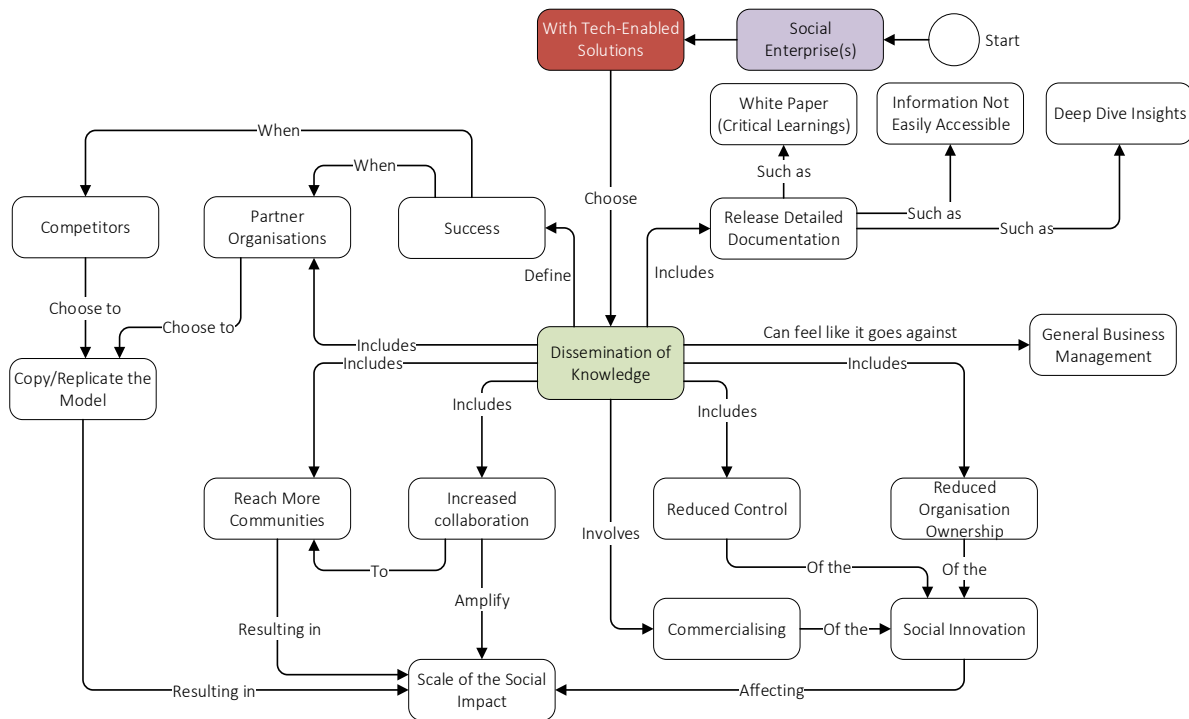 With Tech-Enabled
Solutions
Social
Enterprise(s)
Start
White Paper
(Critical Learnings)
Information Not
Easily Accessible
Deep Dive Insights
When
When
Such as
Choose
Competitors
Partner
Organisations
Success
Release Detailed
Documentation
Such as
Such as
Define
Includes
Choose to
Choose to
Includes
Can feel like it goes against
General Business
Management
Dissemination of
Knowledge
Copy/Replicate the
Model
Includes
Includes
Includes
Includes
Reach More
Communities
Increased
collaboration
Reduced Control
Reduced
Organisation
Ownership
Involves
To
Of the
Of the
Amplify
Resulting in
Commercialising
Of the
Social Innovation
Resulting in
Scale of the Social
Impact
Affecting